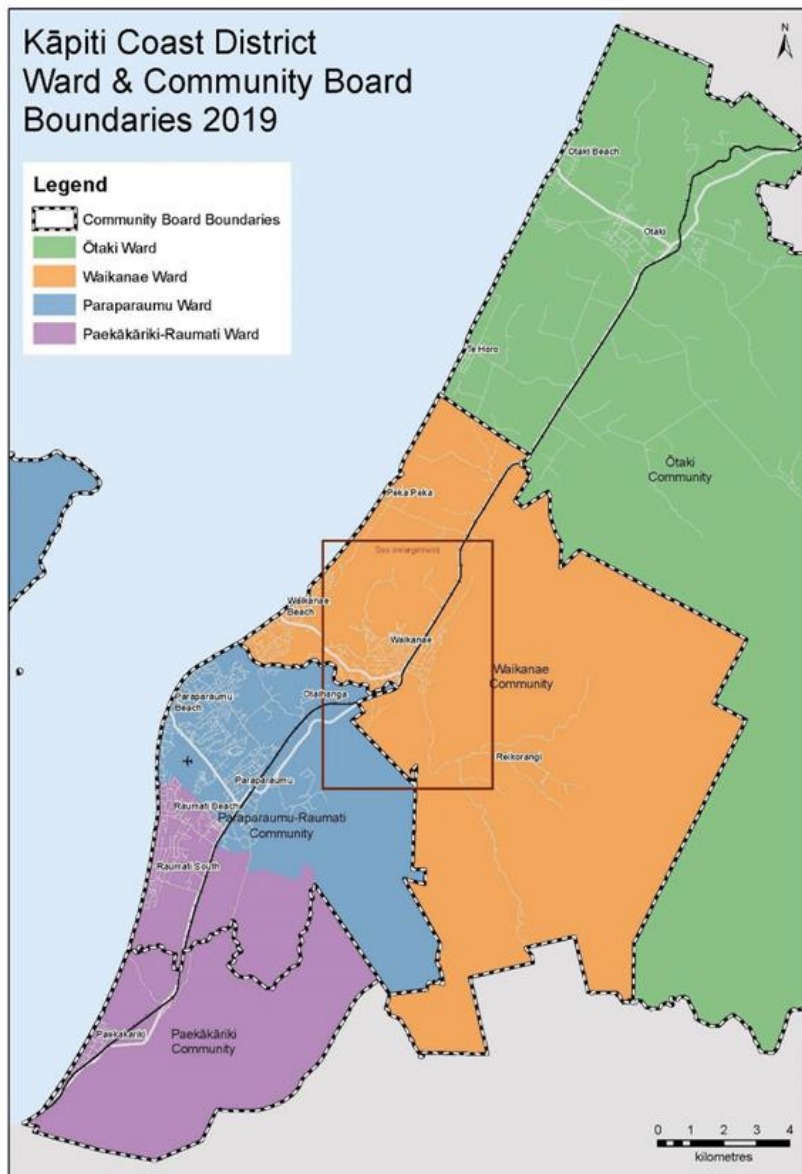 Kāpiti Coast District
Ward & Community Board
Boundaries 2019
N
Legend
Community Board Boundaries
Ōtaki Ward
Waikanae Ward
Paraparaumu Ward
Paekākāriki-Raumati Ward
Otaki Beach
Otaki
Te Horo
Ōtaki
Community
Peka Peka
See enlargement
Waikanae
Beach
Waikanae
Waikanae
Community
Otaihanga
Paraparaumu
Beach
Reikorangi
Paraparaumu
Raumati Beach
Paraparaumu-Raumati
Community
Raumati South
Paekakariki
Paekākāriki
Community
0 1 2 3 4
kilometres